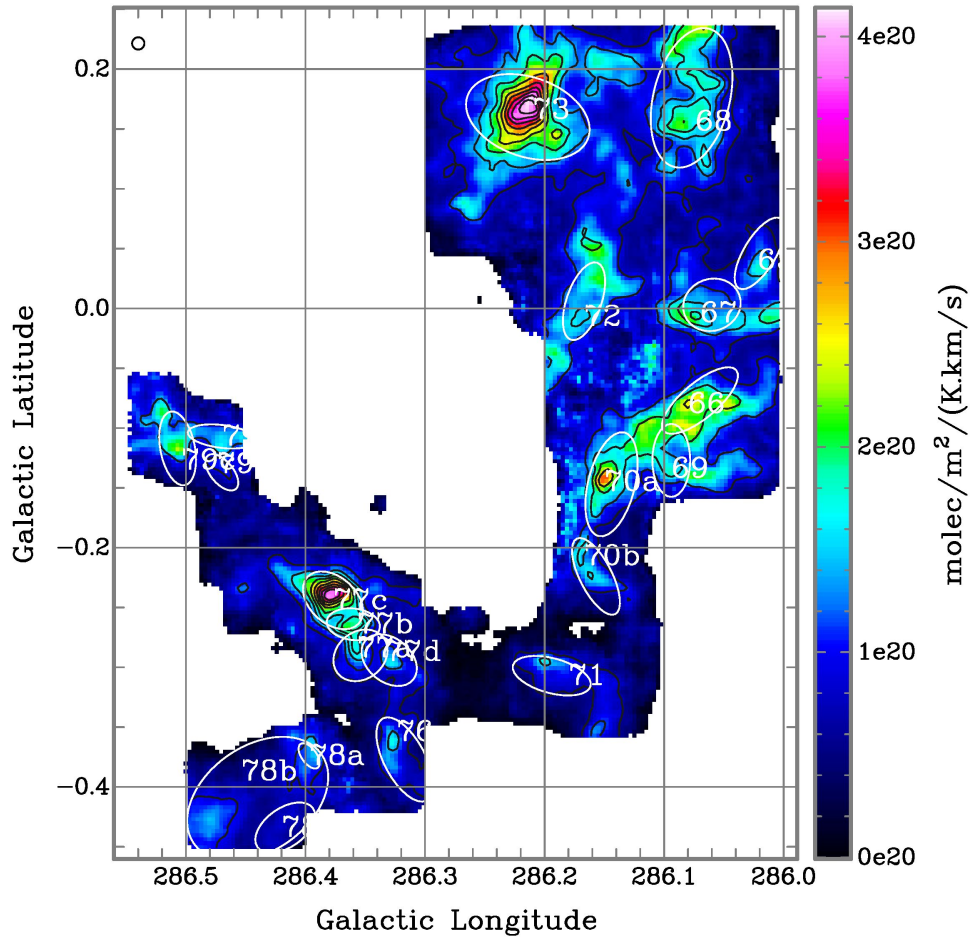 4e20
0.2
73
68
3e20
0.0
72
67
66
2e20
70a
69
−0.2
70b
77c
77b
77d
71
1e20
76
78a
78b
−0.4
0e20
286.5
286.4
286.3
286.2
286.1
286.0
Galactic Longitude
Galactic Latitude
molec/m²/(K.km/s)